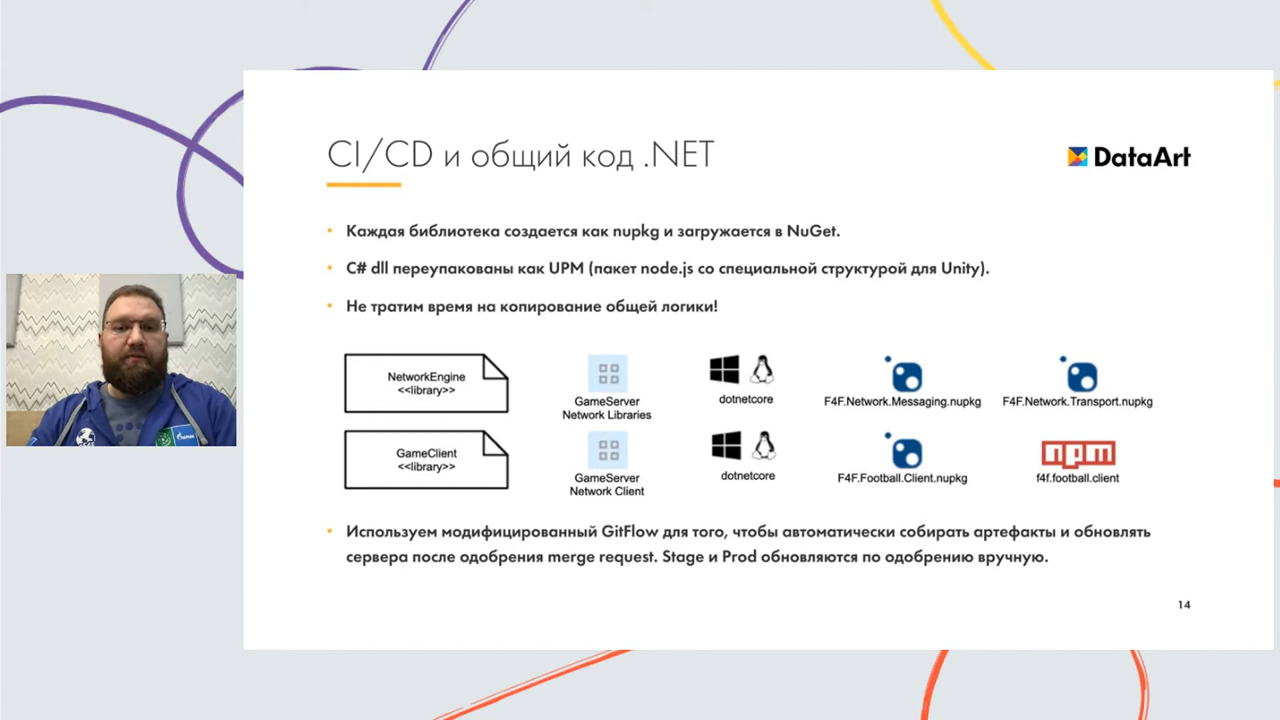 CI/CD и общий код .NET
DataArt
• Каждая библиотека создается как nupkg и загружается в NuGet.
• C# dll переупакованы как UPM (пакет node.js со специальной структурой для Unity).
• Не тратим время на копирование общей логики!
NetworkEngine
<<library>>
GameServer
Network Libraries
dotnetcore
F4F.Network.Messaging.nupkg
F4F.Network.Transport.nupkg
GameClient
<<library>>
GameServer
Network Client
dotnetcore
F4F.Football.Client.nupkg
npm
f4f.football.client
• Используем модифицированный GitFlow для того, чтобы автоматически собирать артефакты и обновлять
сервера после одобрения merge request. Stage и Prod обновляются по одобрению вручную.
14